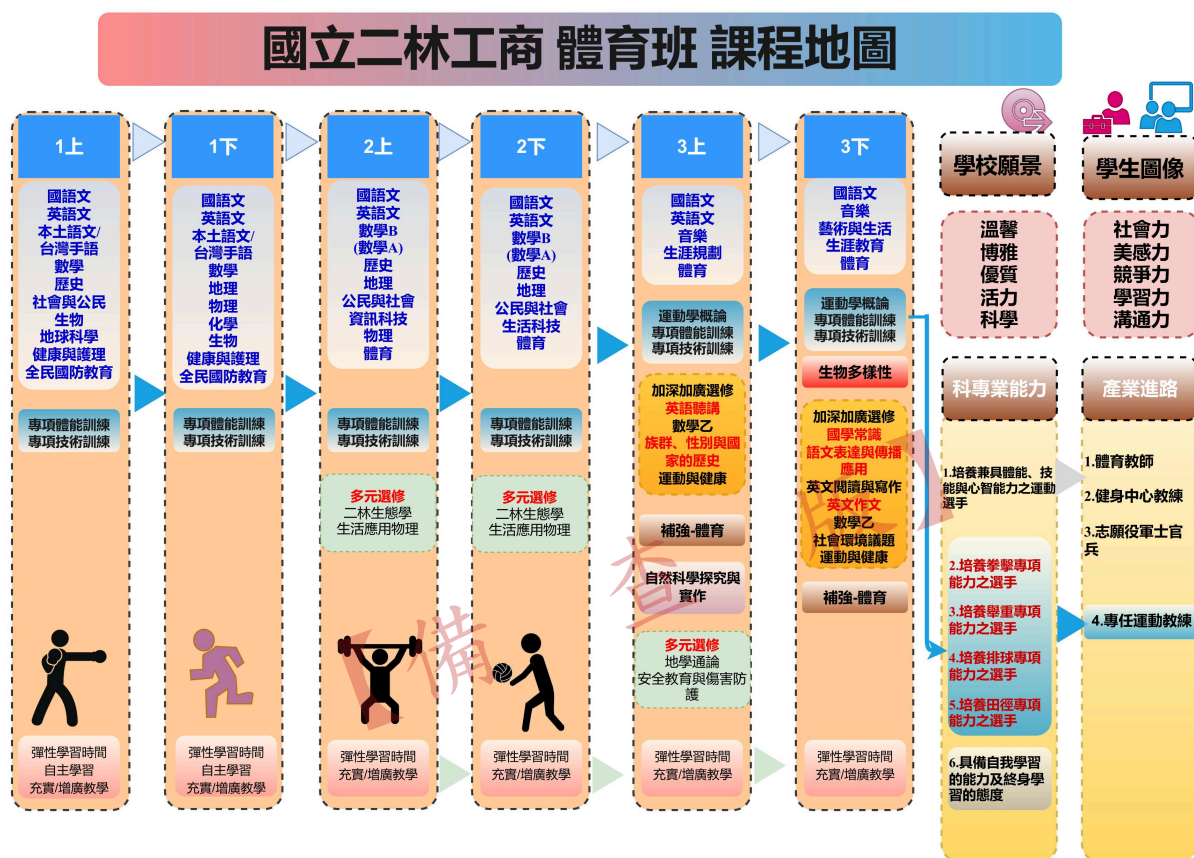 國立二林工商 體育班 課程地圖
1上
國語文
英語文
本土語文/
台灣手語
數學
歷史
社會與公民
生物
地球科學
健康與護理
全民國防教育
專項體能訓練
專項技術訓練
彈性學習時間
自主學習
充實/增廣教學
1下
國語文
英語文
本土語文/
台灣手語
數學
地理
物理
化學
生物
健康與護理
全民國防教育
專項體能訓練
專項技術訓練
彈性學習時間
自主學習
充實/增廣教學
2上
國語文
英語文
數學B
(數學A)
歷史
地理
公民與社會
資訊科技
物理
體育
專項體能訓練
專項技術訓練
多元選修
二林生態學
生活應用物理
彈性學習時間
充實/增廣教學
2下
國語文
英語文
數學B
(數學A)
歷史
地理
公民與社會
生活科技
體育
專項體能訓練
專項技術訓練
多元選修
二林生態學
生活應用物理
彈性學習時間
充實/增廣教學
3上
國語文
英語文
音樂
生涯規劃
體育
運動學概論
專項體能訓練
專項技術訓練
加深加廣選修
英語聽講
數學乙
族群、性別與國
家的歷史
運動與健康
補強-體育
自然科學探究與
實作
多元選修
地學通論
安全教育與傷害防
護
彈性學習時間
充實/增廣教學
3下
國語文
音樂
藝術與生活
生涯教育
體育
運動學概論
專項體能訓練
專項技術訓練
生物多樣性
加深加廣選修
國學常識
語文表達與傳播
應用
英文閱讀與寫作
英文作文
數學乙
社會環境議題
運動與健康
補強-體育
彈性學習時間
充實/增廣教學
學校願景
溫馨
博雅
優質
活力
科學
學生圖像
社會力
美感力
競爭力
學習力
溝通力
科專業能力
1.培養兼具體能、技
能與心智能力之運動
選手
2.培養拳擊專項
能力之選手
3.培養舉重專項
能力之選手
4.培養排球專項
能力之選手
5.培養田徑專項
能力之選手
6.具備自我學習
的能力及終身學
習的態度
產業進路
1.體育教師
2.健身中心教練
3.志願役軍士官
兵
4.專任運動教練
【備查版】